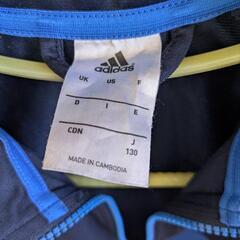 adidas
UK US F
D I E
CDN J
130
MADE IN CAMBODIA